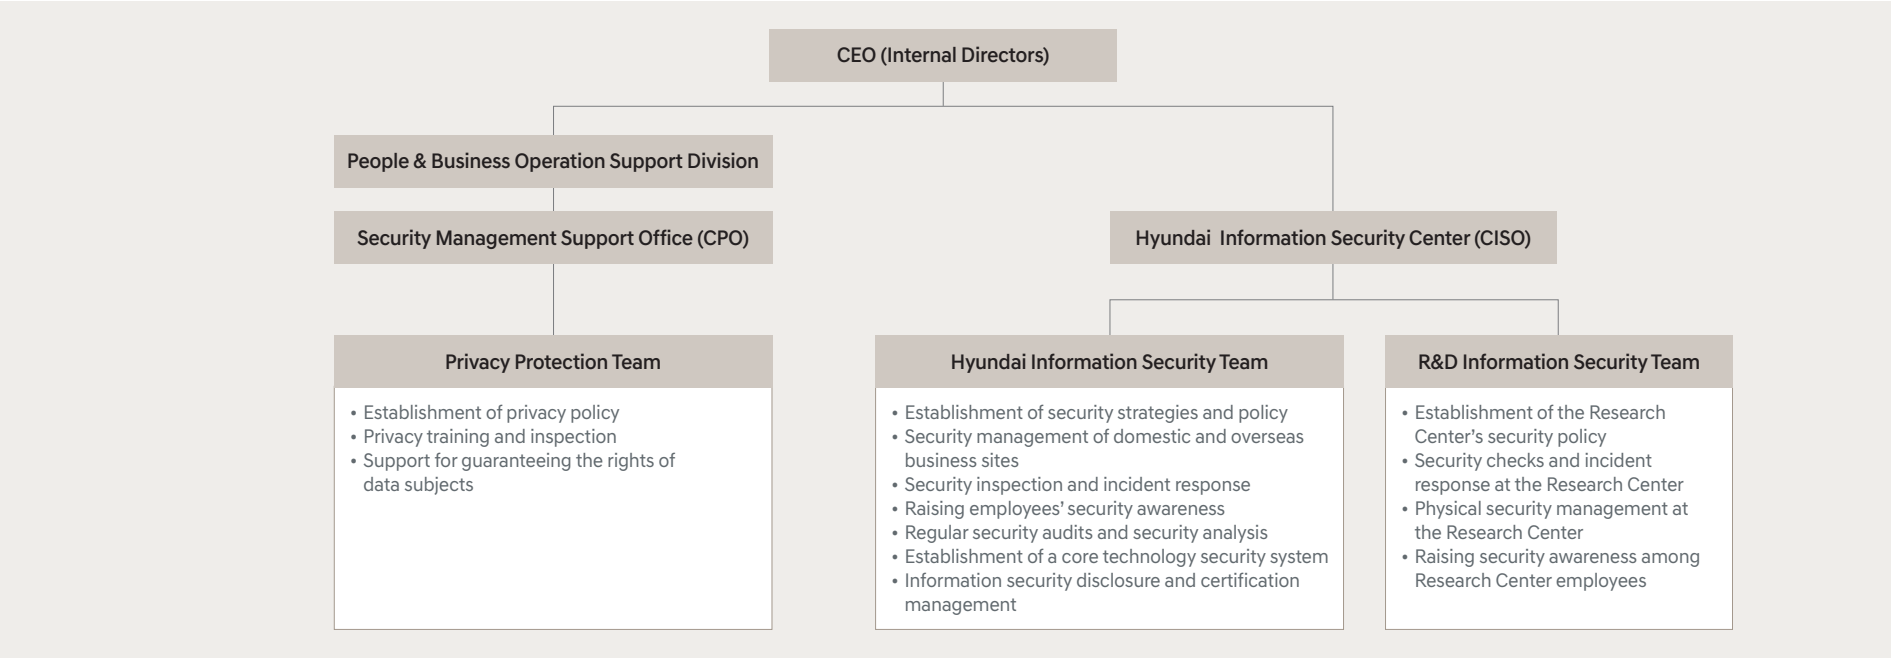 CEO (Internal Directors)
People & Business Operation Support Division
Security Management Support Office (CPO)
Hyundai Information Security Center (CISO)
Privacy Protection Team
• Establishment of privacy policy
• Privacy training and inspection
• Support for guaranteeing the rights of
data subjects
Hyundai Information Security Team
• Establishment of security strategies and policy
• Security management of domestic and overseas
business sites
• Security inspection and incident response
• Raising employees’ security awareness
• Regular security audits and security analysis
• Establishment of a core technology security system
• Information security disclosure and certification
management
R&D Information Security Team
• Establishment of the Research
Center’s security policy
• Security checks and incident
response at the Research Center
• Physical security management at
the Research Center
• Raising security awareness among
Research Center employees